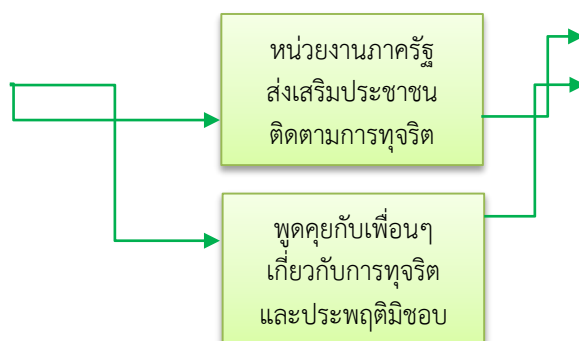 หน่วยงานภาครัฐ
ส่งเสริมประชาชน
ติดตามการทุจริต
พูดคุยกับเพื่อนๆ
เกี่ยวกับการทุจริต
และประพฤติมิชอบ